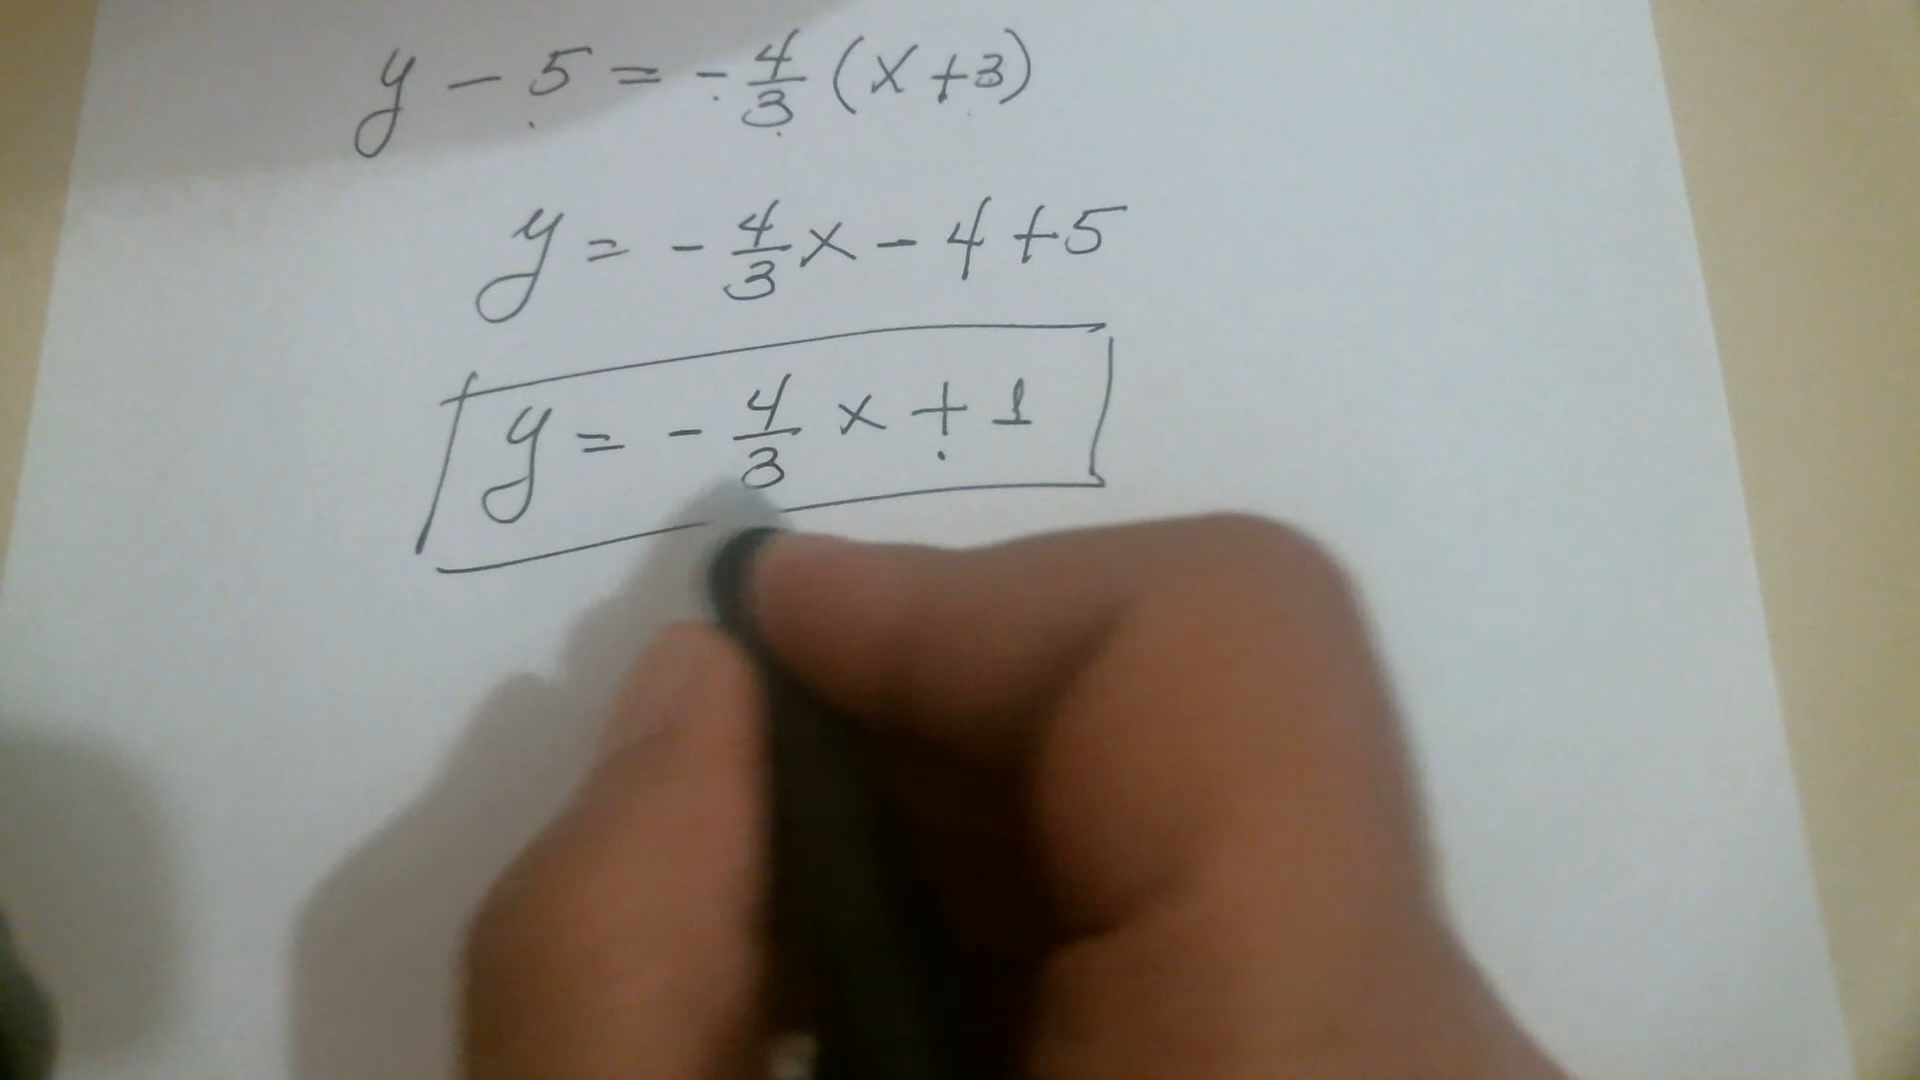 y - 5 = - 4/3 (x + 3)
y = - 4/3 x - 4 + 5
y = - 4/3 x + 1